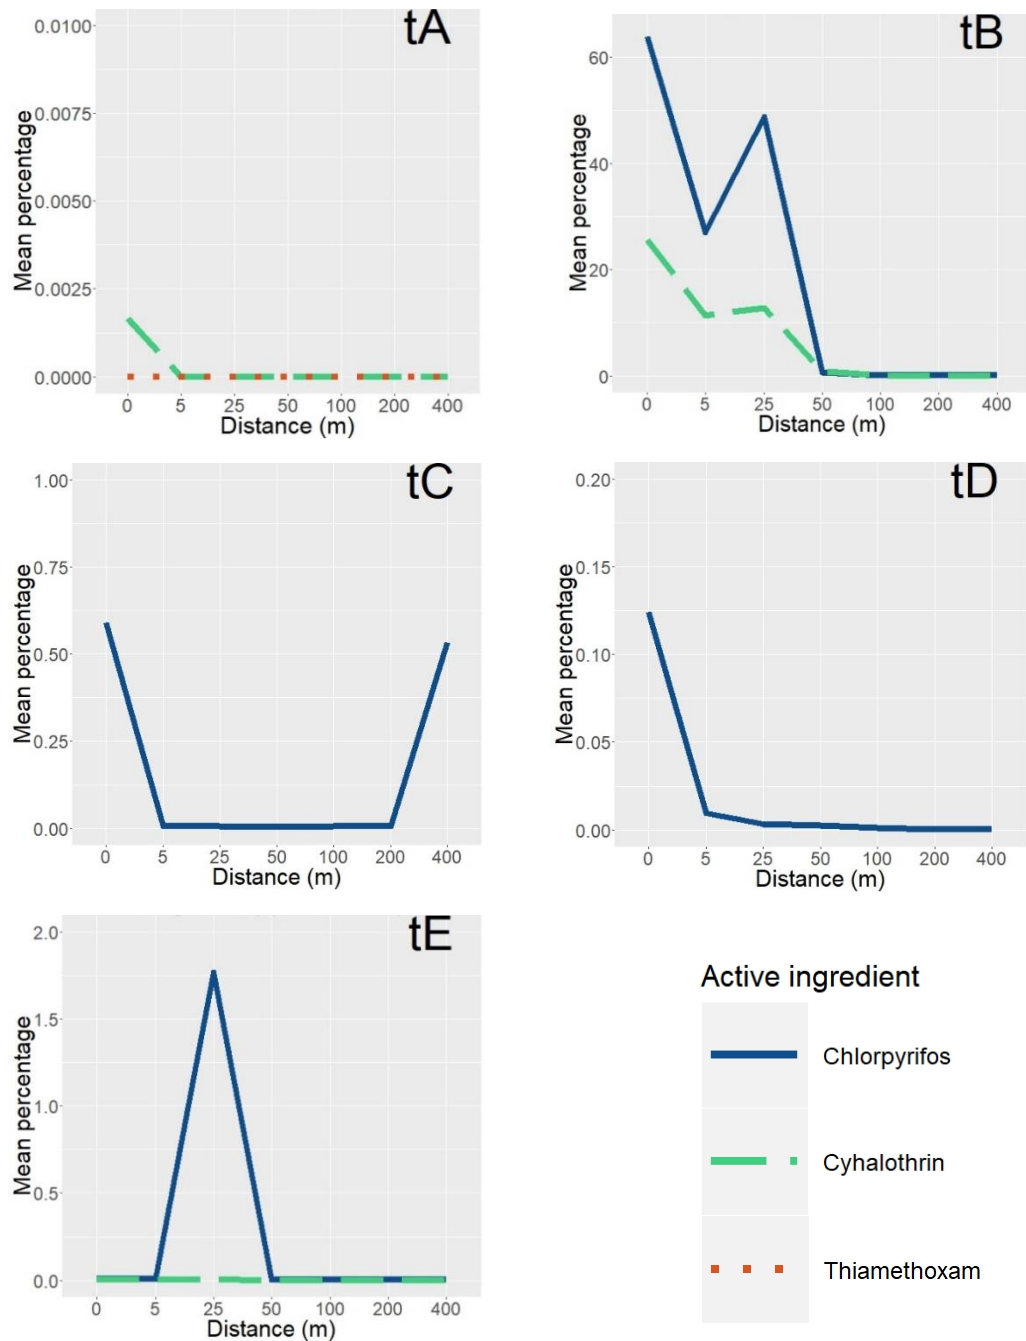 tA
Mean percentage
0.0100
0.0075
0.0050
0.0025
0.0000
0 5 25 50 100 200 400
Distance (m)
tB
Mean percentage
60
40
20
0
0 5 25 50 100 200 400
Distance (m)
tC
Mean percentage
1.00
0.75
0.50
0.25
0.00
0 5 25 50 100 200 400
Distance (m)
tD
Mean percentage
0.20
0.15
0.10
0.05
0.00
0 5 25 50 100 200 400
Distance (m)
tE
Mean percentage
2.0
1.5
1.0
0.5
0.0
0 5 25 50 100 200 400
Distance (m)
Active ingredient
Chlorpyrifos
Cyhalothrin
Thiamethoxam